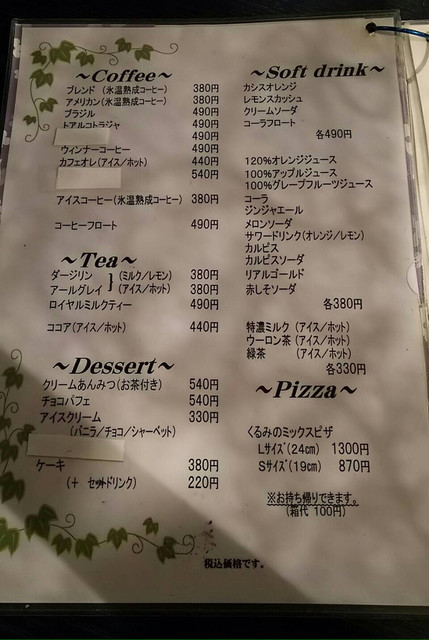 ~Coffee~
ブレンド (氷温熟成コーヒー) 380円
アメリカン(氷温熟成コーヒー) 380円
ブラジル 490円
トアルコトラジャ 490円
490円
ウィンナーコーヒー 490円
カフェオレ(アイス/ホット) 440円
540円
アイスコーヒー(氷温熟成コーヒー) 380円
コーヒーフロート 490円
~Tea~
ダージリン (ミルク/レモン) 380円
アールグレイ (アイス/ホット) 380円
ロイヤルミルクティー 490円
ココア(アイス/ホット) 440円
~Dessert~
クリームあんみつ(お茶付き) 540円
チョコパフェ 540円
アイスクリーム 330円
(バニラ/チョコ/シャーベット)
ケーキ 380円
(+ セットドリンク) 220円
~Soft drink~
カシスオレンジ
レモンスカッシュ
クリームソーダ
コーラフロート
各490円
120%オレンジジュース
100%アップルジュース
100%グレープフルーツジュース
コーラ
ジンジャエール
メロンソーダ
サワードリンク(オレンジ/レモン)
カルピス
カルピスソーダ
リアルゴールド
赤しそソーダ
各380円
特濃ミルク (アイス/ホット)
ウーロン茶 (アイス/ホット)
緑茶 (アイス/ホット)
各330円
~Pizza~
くるみのミックスピザ
Lサイズ(24cm) 1300円
Sサイズ(19cm) 870円
※お持ち帰りできます。
(箱代 100円)
税込価格です。